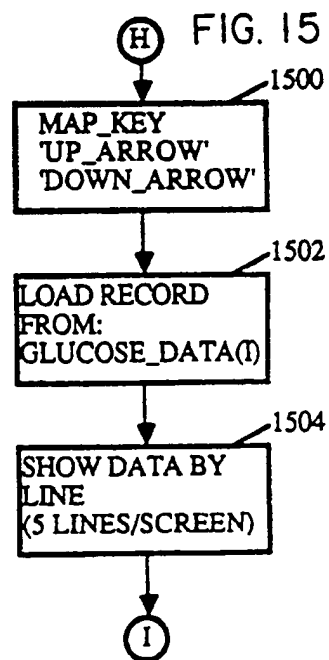 H
FIG. 15
1500
MAP_KEY
'UP_ARROW'
'DOWN_ARROW'
1502
LOAD RECORD
FROM:
GLUCOSE_DATA(I)
1504
SHOW DATA BY
LINE
(5 LINES/SCREEN)
I